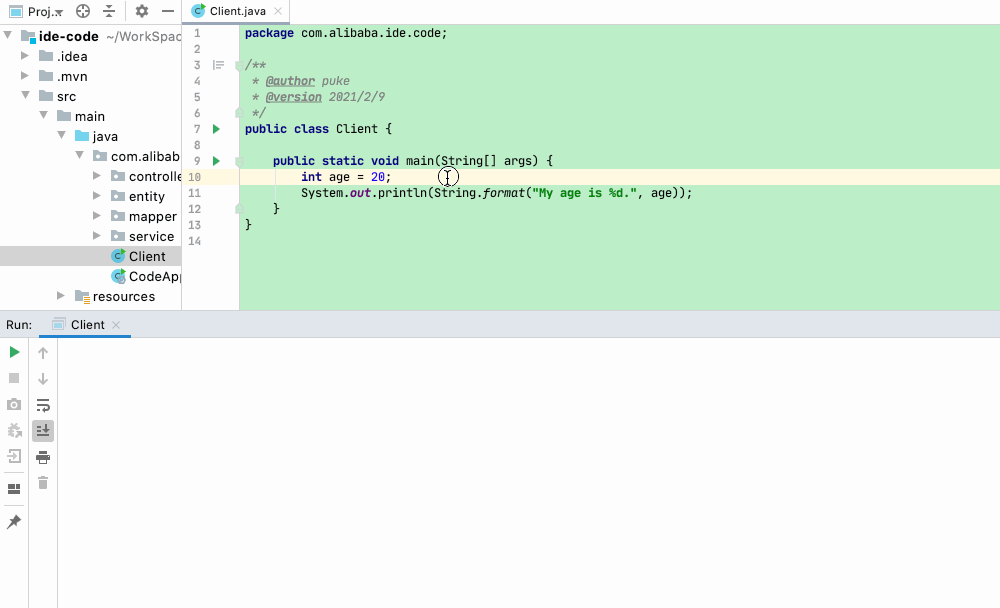 Proj..
Client.java
ide-code ~/WorkSpac
.idea
.mvn
src
main
java
com.alibab
controlle
entity
mapper
service
Client
CodeApp
resources
1 package com.alibaba.ide.code;
2
3 /**
4 * @author puke
5 * @version 2021/2/9
6 */
7 public class Client {
8
9 public static void main(String[] args) {
10 int age = 20;
11 System.out.println(String.format("My age is %d.", age));
12 }
13 }
14
Run: Client